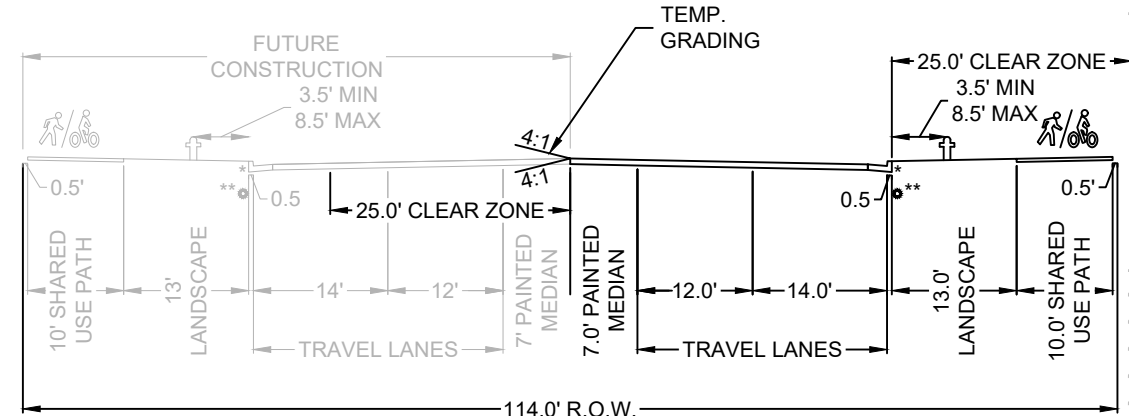 TEMP.
GRADING
FUTURE
CONSTRUCTION
25.0' CLEAR ZONE
3.5' MIN
8.5' MAX
3.5' MIN
8.5' MAX
4:1
4:1
*
**
*
**
0.5'
0.5
0.5
0.5'
25.0' CLEAR ZONE
10' SHARED
USE PATH
13'
LANDSCAPE
14'
12'
7' PAINTED
MEDIAN
7.0' PAINTED
MEDIAN
12.0'
14.0'
13.0'
LANDSCAPE
10.0' SHARED
USE PATH
TRAVEL LANES
TRAVEL LANES
114.0' R.O.W.